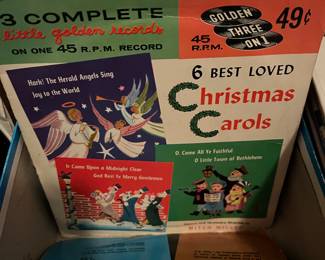 3 COMPLETE
little golden records
ON ONE 45 R.P.M. RECORD
GOLDEN
THREE
ON 1
45
R.P.M.
49¢
6 BEST LOVED
Christmas
Carols
Hark! The Herald Angels Sing
Joy to the World
It Came Upon a Midnight Clear
God Rest Ye Merry Gentlemen
O Come All Ye Faithful
O Little Town of Bethlehem
MITCH MILLER